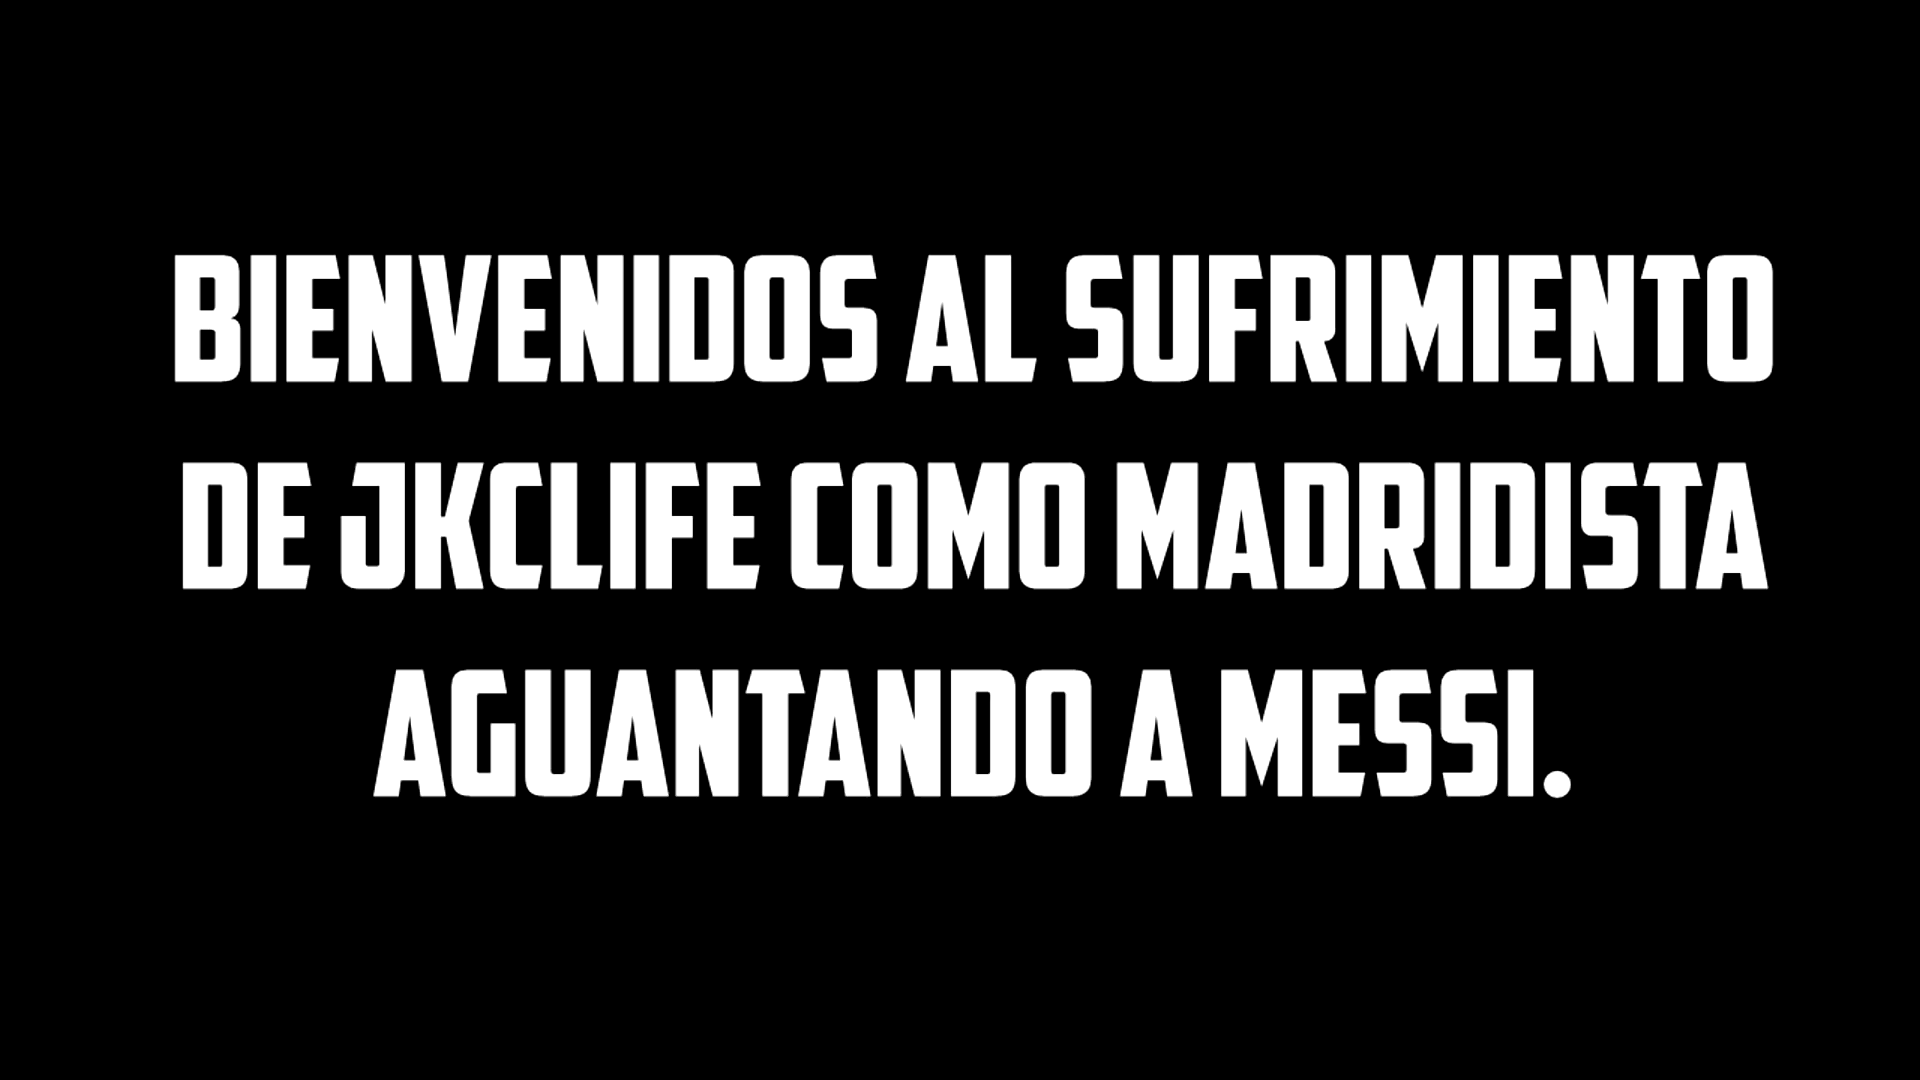 BIENVENIDOS AL SUFRIMIENTO
DE JKCLIFE COMO MADRIDISTA
AGUANTANDO A MESSI.